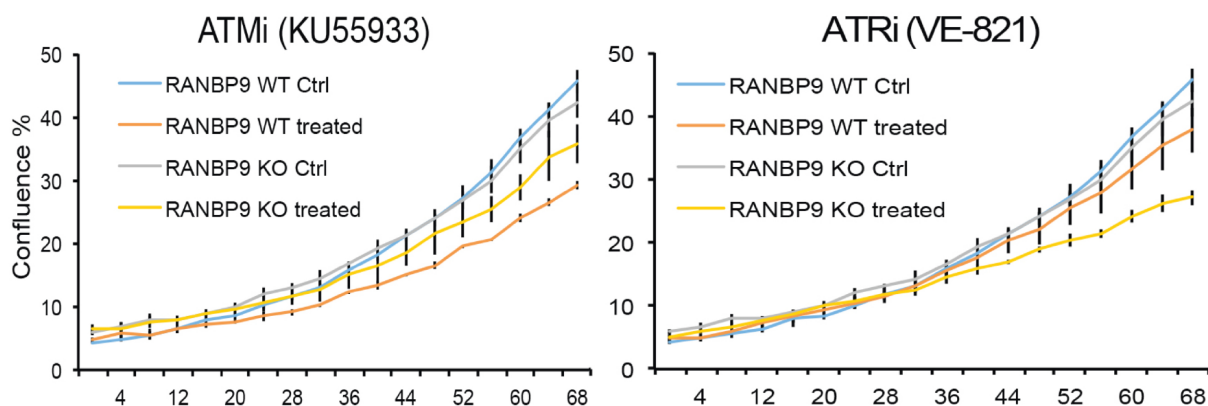 ATMi (KU55933)
Confluence %
50
40
30
20
10
0
RANBP9 WT Ctrl
RANBP9 WT treated
RANBP9 KO Ctrl
RANBP9 KO treated
4 12 20 28 36 44 52 60 68
ATRi (VE-821)
50
40
30
20
10
0
RANBP9 WT Ctrl
RANBP9 WT treated
RANBP9 KO Ctrl
RANBP9 KO treated
4 12 20 28 36 44 52 60 68